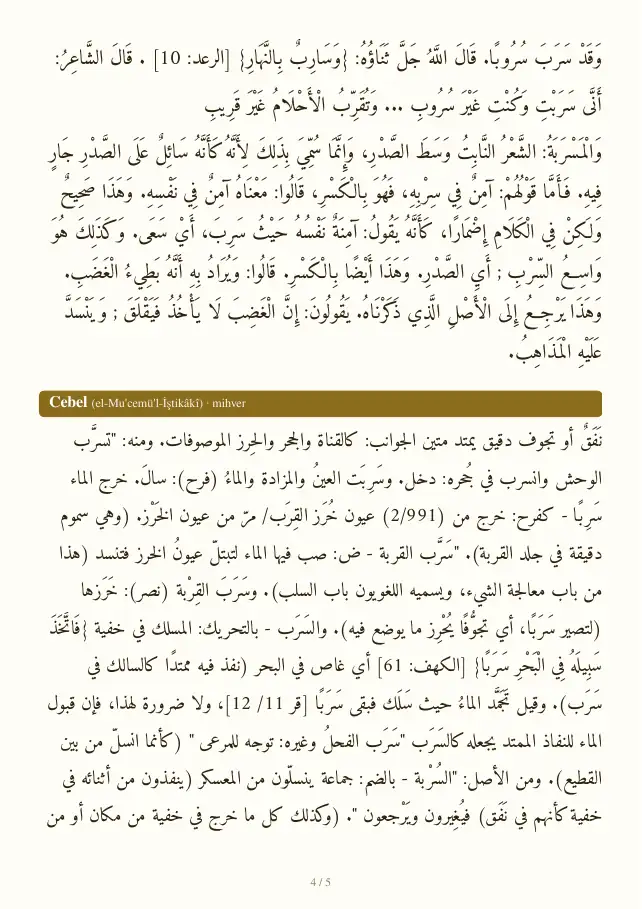 وَقَدْ سَرَبَ سُرُوبًا. قَالَ اللَّهُ جَلَّ ثَنَاؤُهُ: {وَسَارِبٌ بِالنَّهَارِ} [الرعد: 10] . قَالَ الشَّاعِرُ:
أَنَّى سَرَبْتِ وَكُنْتِ غَيْرَ سُرُوبِ ... وَتُقَرِّبُ الْأَحْلَامُ غَيْرَ قَرِيبِ
وَالْمَسْرَبَةُ: الشَّعْرُ النَّابِتُ وَسَطَ الصَّدْرِ، وَإِنَّمَا سُمِّيَ بِذَلِكَ لِأَنَّهُ كَأَنَّهُ سَائِلٌ عَلَى الصَّدْرِ جَارٍ
فِيهِ. فَأَمَّا قَوْلُهُمْ: آمِنٌ فِي سِرْبِهِ، فَهُوَ بِالْكَسْرِ، قَالُوا: مَعْنَاهُ آمِنٌ فِي نَفْسِهِ. وَهَذَا صَحِيحٌ
وَلَكِنْ فِي الْكَلَامِ إِضْمَارًا، كَأَنَّهُ يَقُولُ: آمِنَةٌ نَفْسُهُ حَيْثُ سَرِبَ، أَيْ سَعَى. وَكَذَلِكَ هُوَ
وَاسِعُ السِّرْبِ ; أَيِ الصَّدْرِ. وَهَذَا أَيْضًا بِالْكَسْرِ. قَالُوا: وَيُرَادُ بِهِ أَنَّهُ بَطِيءُ الْغَضَبِ.
وَهَذَا يَرْجِعُ إِلَى الْأَصْلِ الَّذِي ذَكَرْنَاهُ. يَقُولُونَ: إِنَّ الْغَضِبَ لَا يَأْخُذُ فَيَقْلَقَ ; وَيَنْسَدَّ
عَلَيْهِ الْمَذَاهِبُ.
Cebel (el-Mu'cemü'l-İştikâkî) · mihver
نَفَقٌ أو تجوف دقيق يمتد متين الجوانب: كالقناة والجحر والخِرز الموصوفات. ومنه: "تسرَّب
الوحش وانسرب في جُحره: دخل. وسَرِبَت العينُ والمزادة والماءُ (فرح): سالَ. خرج الماء
سَرِبًا - كفرح: خرج من (2/991) عيون خُرَز القِرَب/ مرّ من عيون الخَرْز. (وهي سموم
دقيقة في جلد القربة). "سَرَّب القربة - ض: صب فيها الماء لتبتلّ عيونُ الخرز فتنسد (هذا
من باب معالجة الشيء، ويسميه اللغويون باب السلب). وسَرَبَ القِرْبة (نصر): خَرَزها
(لتصير سَرَبًا، أي تجوُّفًا يُحْرِز ما يوضع فيه). والسَرَب - بالتحريك: المسلك في خفية {فَاتَّخَذَ
سَبِيلَهُ فِي الْبَحْرِ سَرَبًا} [الكهف: 61] أي غاص في البحر (نفذ فيه ممتدًا كالسالك في
سَرَب). وقيل تَجَمَّد الماءُ حيث سَلَك فبقى سَرَبًا [قر 11/ 12]، ولا ضرورة لهذا، فإن قبول
الماء للنفاذ الممتد يجعله كالسَرَب "سَرَب الفحلُ وغيره: توجه للمرعى " (كأنما انسلّ من بين
القطيع). ومن الأصل: "السُرْبة - بالضم: جماعة ينسلّون من المعسكر (ينفذون من أثنائه في
خفية كأنهم في نَفَق) فيُغِيرون ويَرْجعون ". (وكذلك كل ما خرج في خفية من مكان أو من
4 / 5